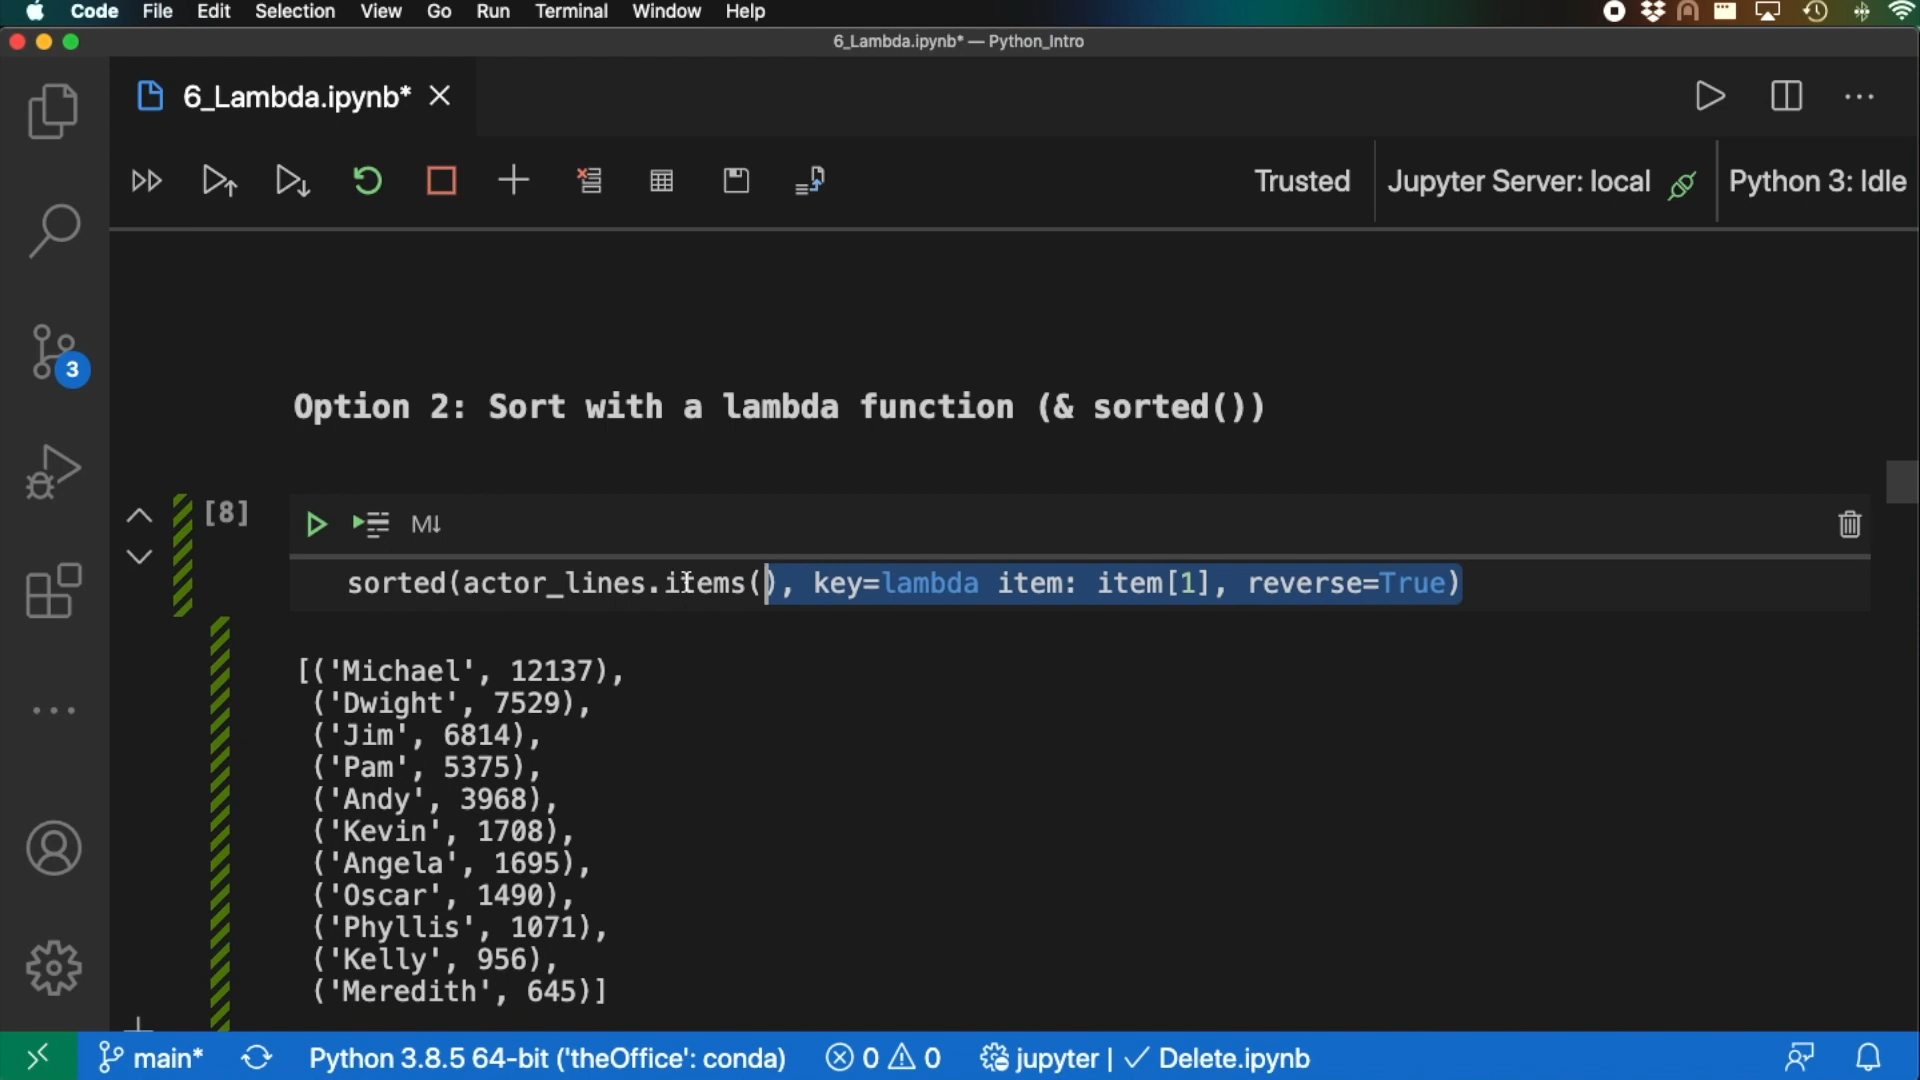 Code File Edit Selection View Go Run Terminal Window Help
6_Lambda.ipynb* — Python_Intro
6_Lambda.ipynb*
Trusted Jupyter Server: local Python 3: Idle
3
Option 2: Sort with a lambda function (& sorted())
[8] M↓
sorted(actor_lines.items(), key=lambda item: item[1], reverse=True)
[('Michael', 12137),
('Dwight', 7529),
('Jim', 6814),
('Pam', 5375),
('Andy', 3968),
('Kevin', 1708),
('Angela', 1695),
('Oscar', 1490),
('Phyllis', 1071),
('Kelly', 956),
('Meredith', 645)]
main* Python 3.8.5 64-bit ('theOffice': conda) 0 0 jupyter | ✓ Delete.ipynb